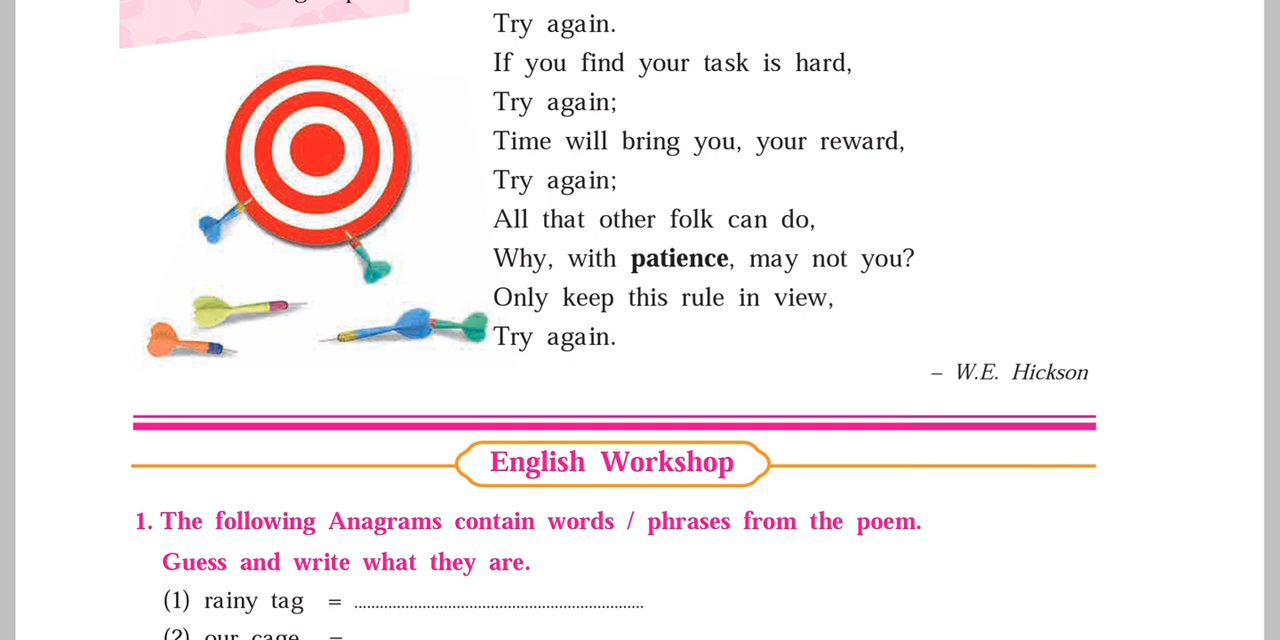 Try again.
If you find your task is hard,
Try again;
Time will bring you, your reward,
Try again;
All that other folk can do,
Why, with patience, may not you?
Only keep this rule in view,
Try again.
– W.E. Hickson
English Workshop
1. The following Anagrams contain words / phrases from the poem.
Guess and write what they are.
(1) rainy tag = ....................................................................
(2) our cage =